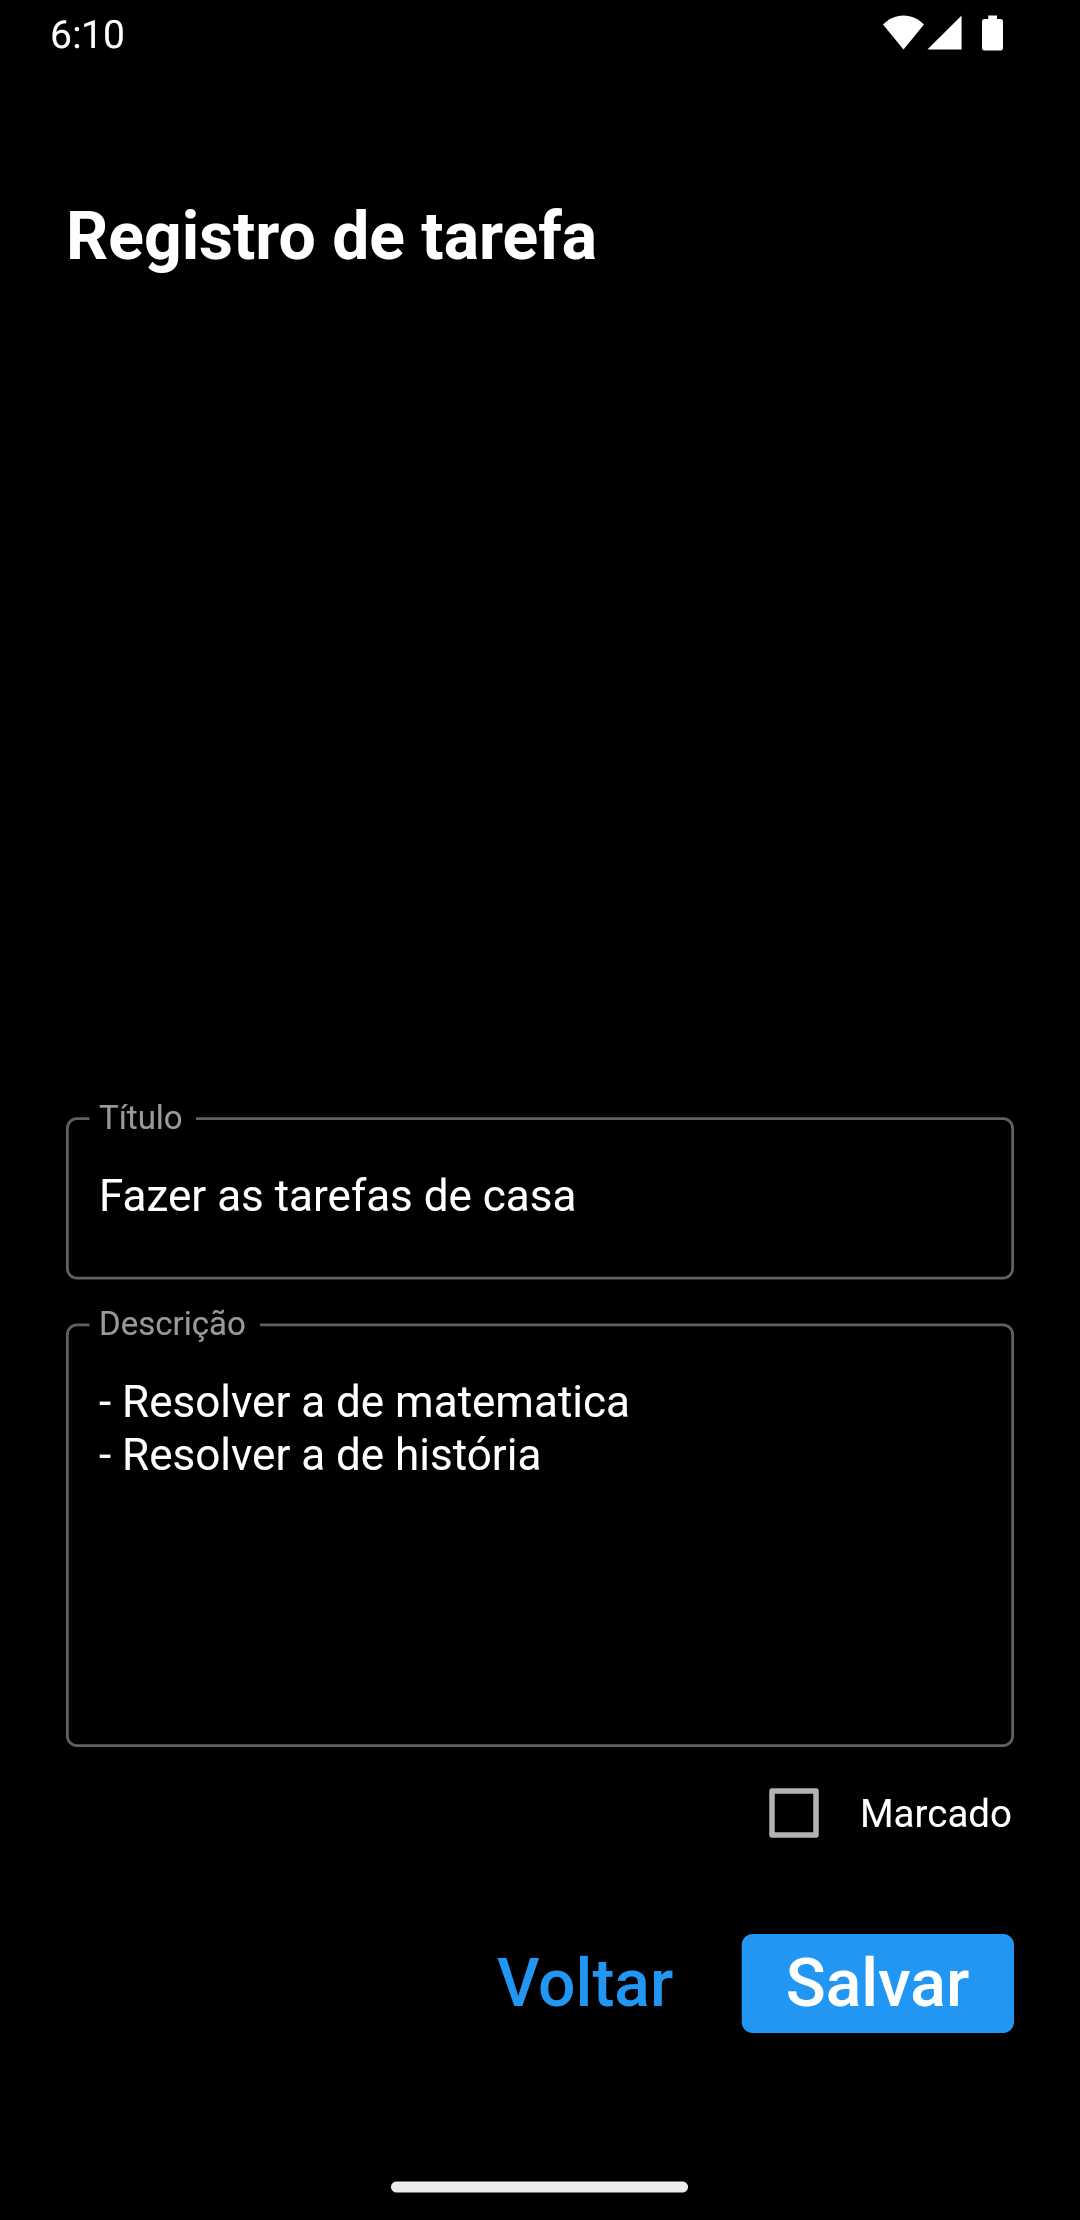 6:10
Registro de tarefa
Título
Fazer as tarefas de casa
Descrição
- Resolver a de matematica
- Resolver a de história
Marcado
Voltar
Salvar